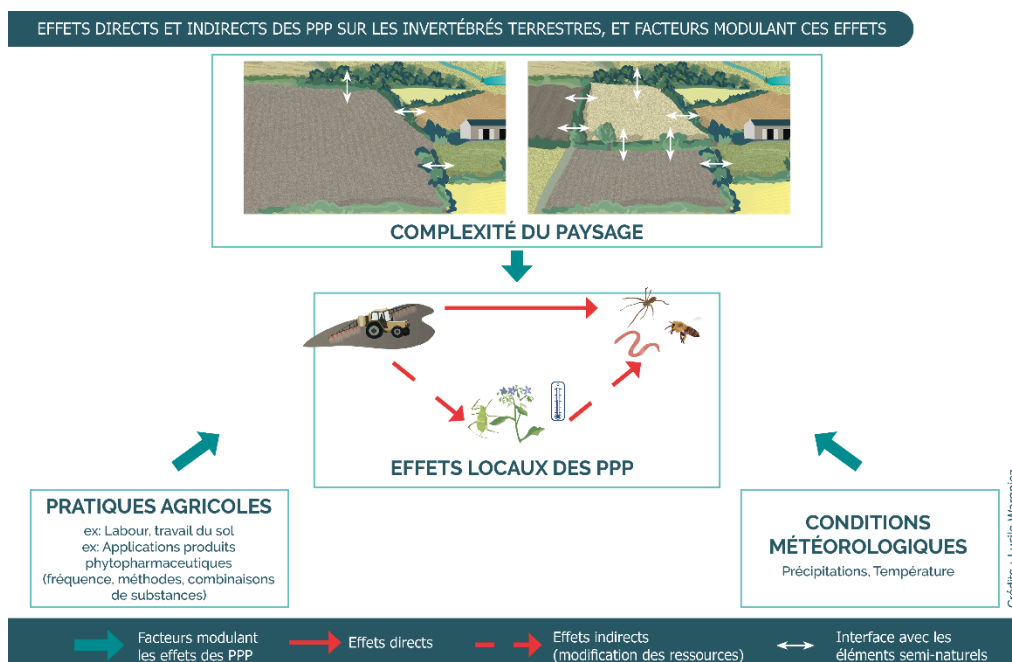 EFFETS DIRECTS ET INDIRECTS DES PPP SUR LES INVERTÉBRÉS TERRESTRES, ET FACTEURS MODULANT CES EFFETS
COMPLEXITÉ DU PAYSAGE
EFFETS LOCAUX DES PPP
PRATIQUES AGRICOLES
ex: Labour, travail du sol
ex: Applications produits
phytopharmaceutiques
(fréquence, méthodes, combinaisons
de substances)
CONDITIONS
MÉTÉOROLOGIQUES
Précipitations, Température
Crédits : Lucile
Facteurs modulant
les effets des PPP
Effets directs
Effets indirects
(modification des ressources)
Interface avec les
éléments semi-naturels